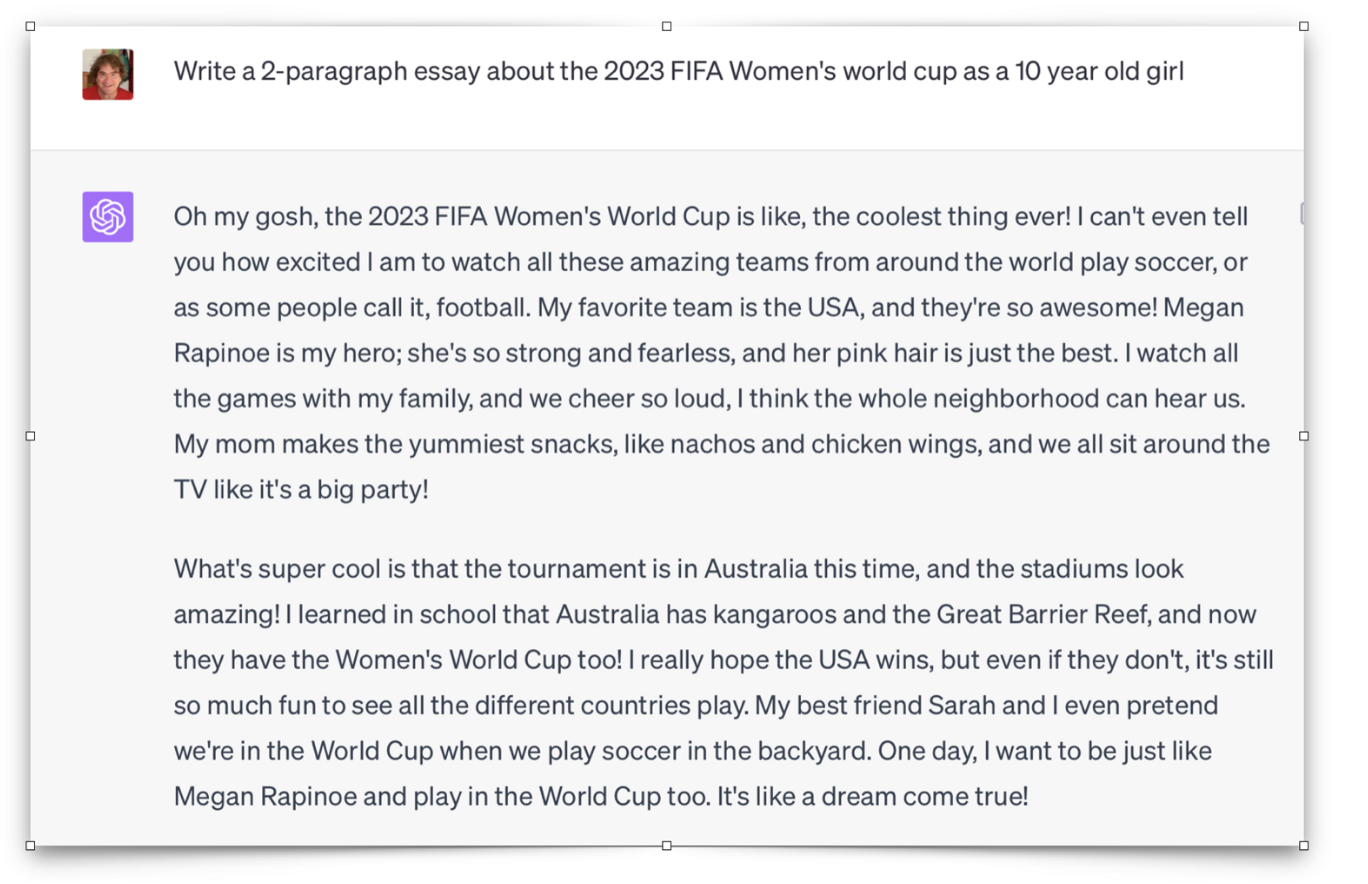 Write a 2-paragraph essay about the 2023 FIFA Women's world cup as a 10 year old girl
Oh my gosh, the 2023 FIFA Women's World Cup is like, the coolest thing ever! I can't even tell
you how excited I am to watch all these amazing teams from around the world play soccer, or
as some people call it, football. My favorite team is the USA, and they're so awesome! Megan
Rapinoe is my hero; she's so strong and fearless, and her pink hair is just the best. I watch all
the games with my family, and we cheer so loud, I think the whole neighborhood can hear us.
My mom makes the yummiest snacks, like nachos and chicken wings, and we all sit around the
TV like it's a big party!
What's super cool is that the tournament is in Australia this time, and the stadiums look
amazing! I learned in school that Australia has kangaroos and the Great Barrier Reef, and now
they have the Women's World Cup too! I really hope the USA wins, but even if they don't, it's still
so much fun to see all the different countries play. My best friend Sarah and I even pretend
we're in the World Cup when we play soccer in the backyard. One day, I want to be just like
Megan Rapinoe and play in the World Cup too. It's like a dream come true!